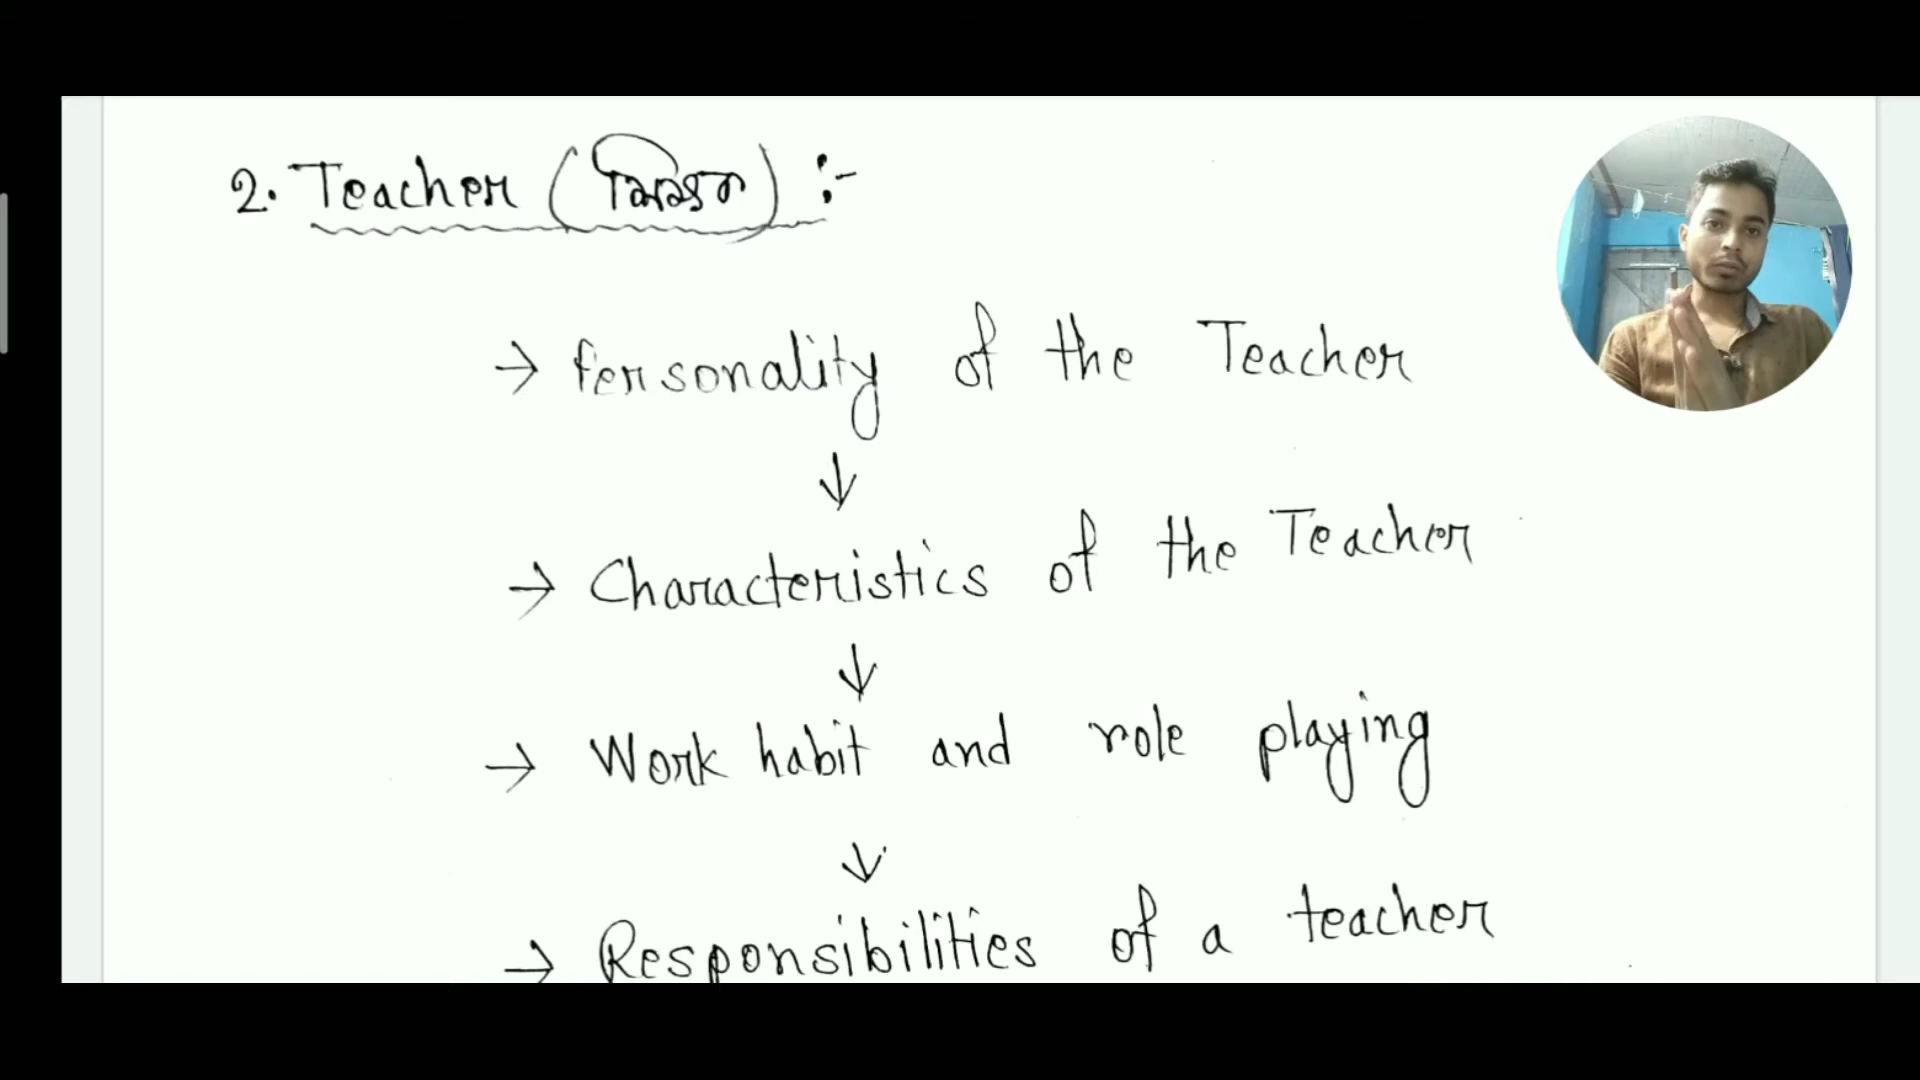 2. Teacher (শিক্ষক) :-
→ Personality of the Teacher
↓
→ Characteristics of the Teacher
↓
→ Work habit and role playing
↓
→ Responsibilities of a teacher